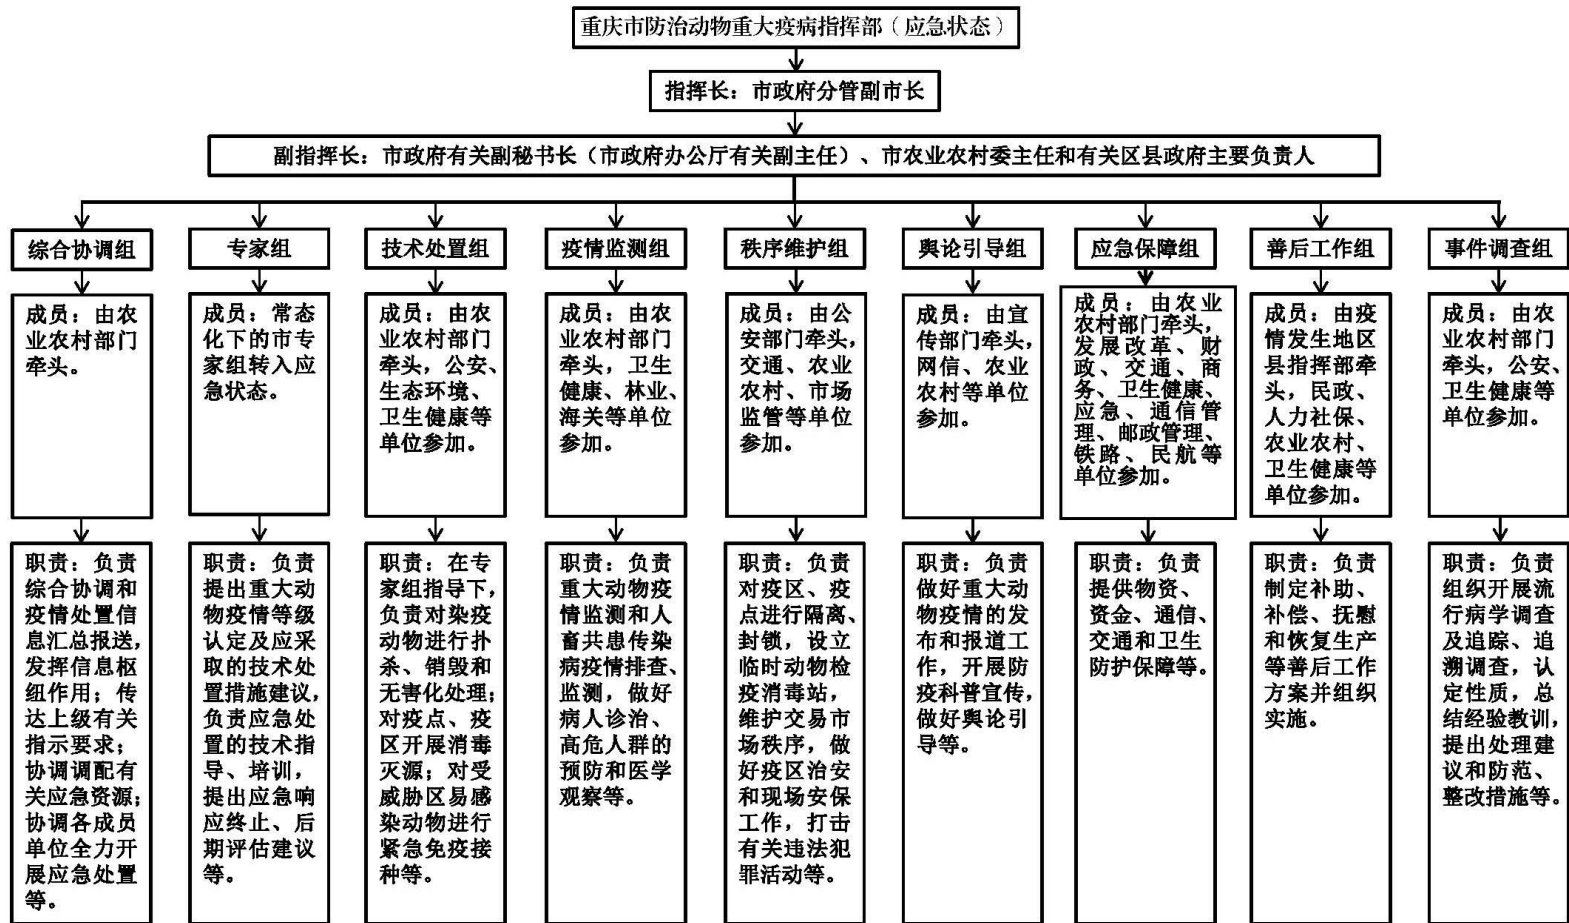 重庆市防治动物重大疫病指挥部（应急状态）
指挥长：市政府分管副市长
副指挥长：市政府有关副秘书长（市政府办公厅有关副主任）、市农业农村委主任和有关区县政府主要负责人
综合协调组
成员：由农
业农村部门
牵头。
职责：负责
综合协调和
疫情处置信
息汇总报送，
发挥信息枢
纽作用；传
达上级有关
指示要求；
协调调配有
关应急资源；
协调各成员
单位全力开
展应急处置
等。
专家组
成员：常态
化下的市专
家组转入应
急状态。
职责：负责
提出重大动
物疫情等级
认定及应采
取的技术处
置措施建议，
负责应急处
置的技术指
导、培训，
提出应急响
应终止、后
期评估建议
等。
技术处置组
成员：由农
业农村部门
牵头，公安、
生态环境、
卫生健康等
单位参加。
职责：在专
家组指导下，
负责对染疫
动物进行扑
杀、销毁和
无害化处理；
对疫点、疫
区开展消毒
灭源；对受
威胁区易感
染动物进行
紧急免疫接
种等。
疫情监测组
成员：由农
业农村部门
牵头，卫生
健康、林业、
海关等单位
参加。
职责：负责
重大动物疫
情监测和人
畜共患传染
病疫情排查、
监测，做好
病人诊治、
高危人群的
预防和医学
观察等。
秩序维护组
成员：由公
安部门牵头，
交通、农业
农村、市场
监管等单位
参加。
职责：负责
对疫区、疫
点进行隔离、
封锁，设立
临时动物检
疫消毒站，
维护交易市
场秩序，做
好疫区治安
和现场安保
工作，打击
有关违法犯
罪活动等。
舆论引导组
成员：由宣
传部门牵头，
网信、农业
农村等单位
参加。
职责：负责
做好重大动
物疫情的发
布和报道工
作，开展防
疫科普宣传，
做好舆论引
导等。
应急保障组
成员：由农业
农村部门牵头，
发展改革、财
政、交通、商
务、卫生健康、
应急、通信管
理、邮政管理、
铁路、民航等
单位参加。
职责：负责
提供物资、
资金、通信、
交通和卫生
防护保障等。
善后工作组
成员：由疫
情发生地区
县指挥部牵
头，民政、
人力社保、
农业农村、
卫生健康等
单位参加。
职责：负责
制定补助、
补偿、抚慰
和恢复生产
等善后工作
方案并组织
实施。
事件调查组
成员：由农
业农村部门
牵头，公安、
卫生健康等
单位参加。
职责：负责
组织开展流
行病学调查
及追踪、追
溯调查，认
定性质，总
结经验教训，
提出处理建
议和防范、
整改措施等。